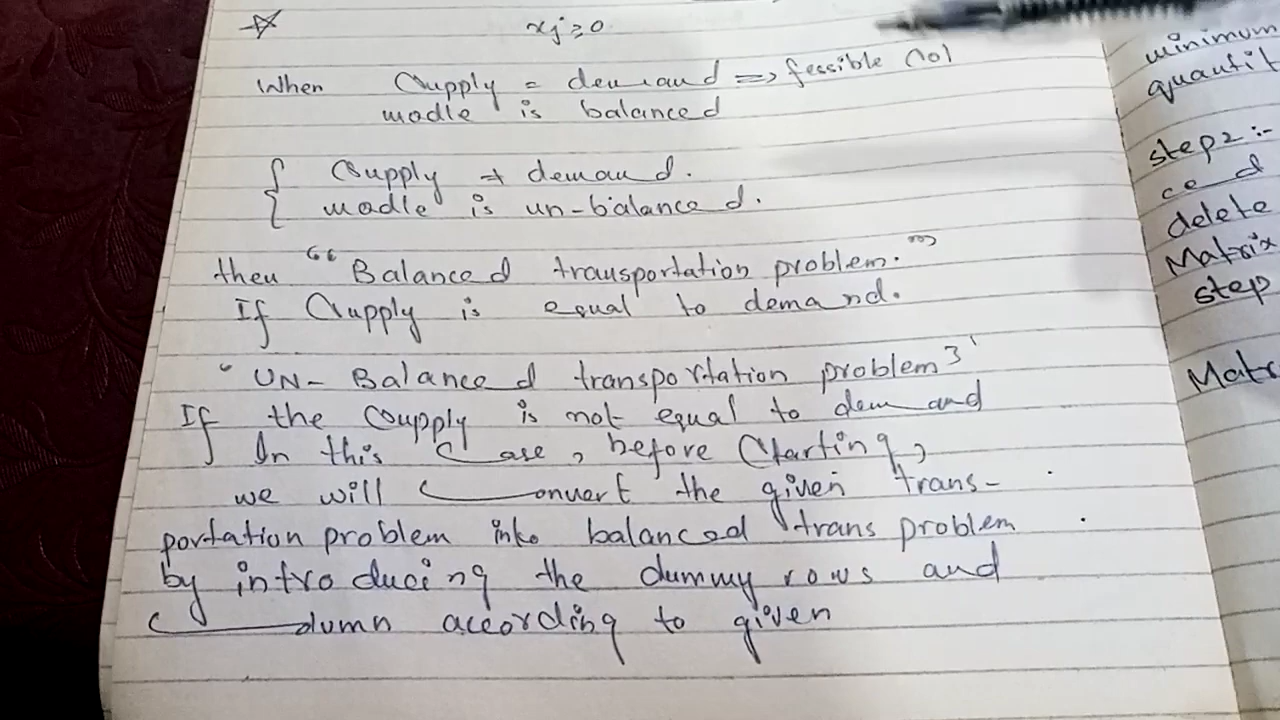 xj ≥ 0
When Supply = demand => fessible sol
modle is balanced
{ Supply ≠ demand.
modle is un-balanced.
then "Balanced transportation problem."
If Supply is equal to demand.
"UN-Balanced transportation problem"
If the Supply is not equal to demand
In this Case, before Starting,
we will Convert the given trans-
portation problem into balanced trans problem
by introducing the dummy rows and
Column according to given
minimum
quantit
step 2:-
ced
delete
Matrix
step
Matr